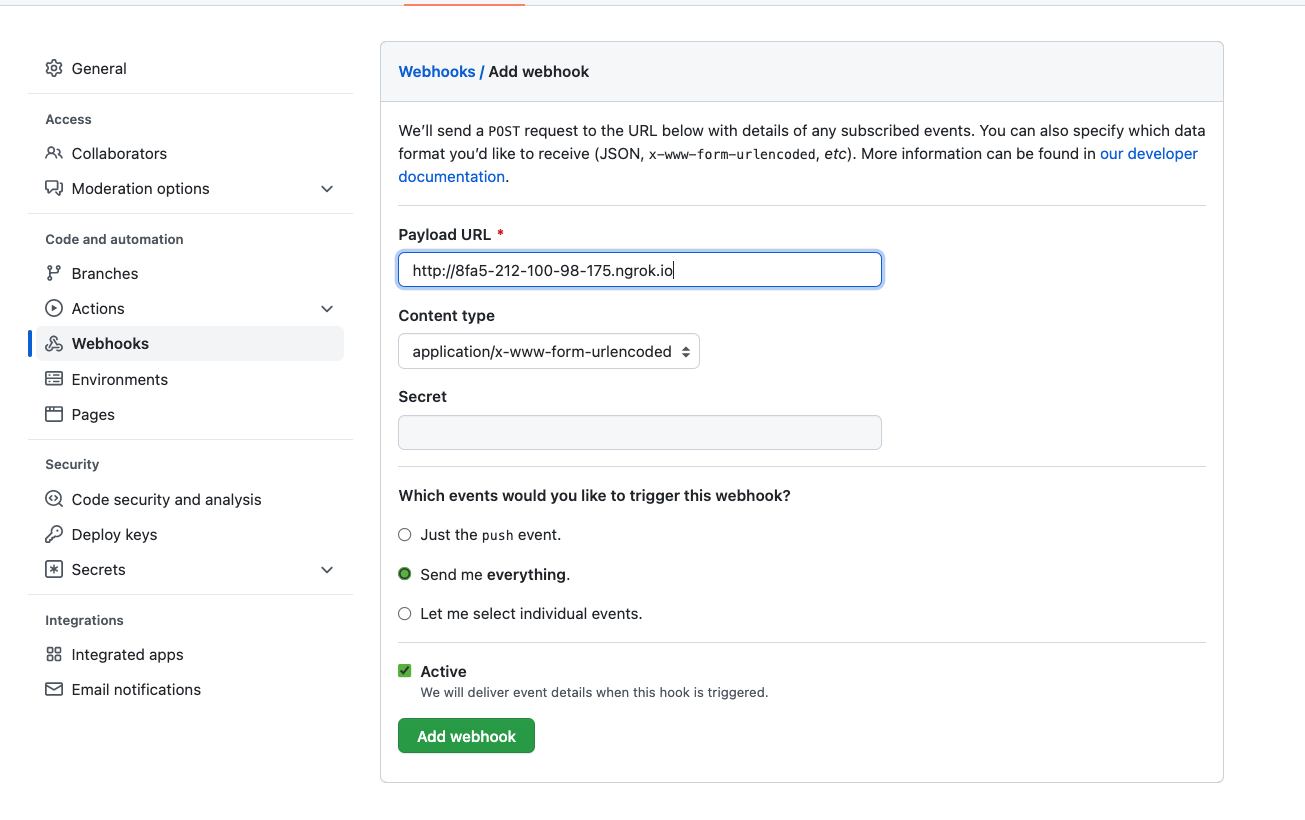 General
Access
Collaborators
Moderation options
Code and automation
Branches
Actions
Webhooks
Environments
Pages
Security
Code security and analysis
Deploy keys
Secrets
Integrations
Integrated apps
Email notifications
Webhooks / Add webhook
We’ll send a POST request to the URL below with details of any subscribed events. You can also specify which data
format you’d like to receive (JSON, x-www-form-urlencoded, etc). More information can be found in our developer
documentation.
Payload URL *
http://8fa5-212-100-98-175.ngrok.io
Content type
application/x-www-form-urlencoded
Secret
Which events would you like to trigger this webhook?
Just the push event.
Send me everything.
Let me select individual events.
Active
We will deliver event details when this hook is triggered.
Add webhook